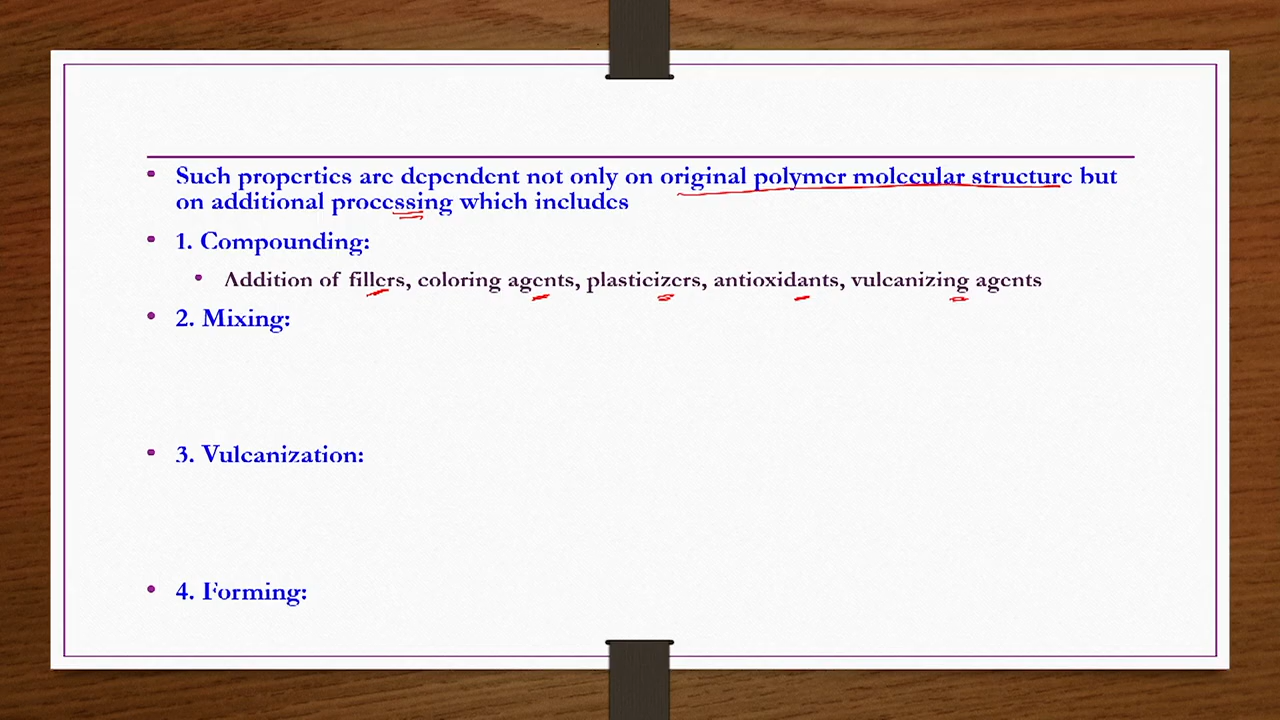 Such properties are dependent not only on original polymer molecular structure but
on additional processing which includes
1. Compounding:
Addition of fillers, coloring agents, plasticizers, antioxidants, vulcanizing agents
2. Mixing:
3. Vulcanization:
4. Forming: